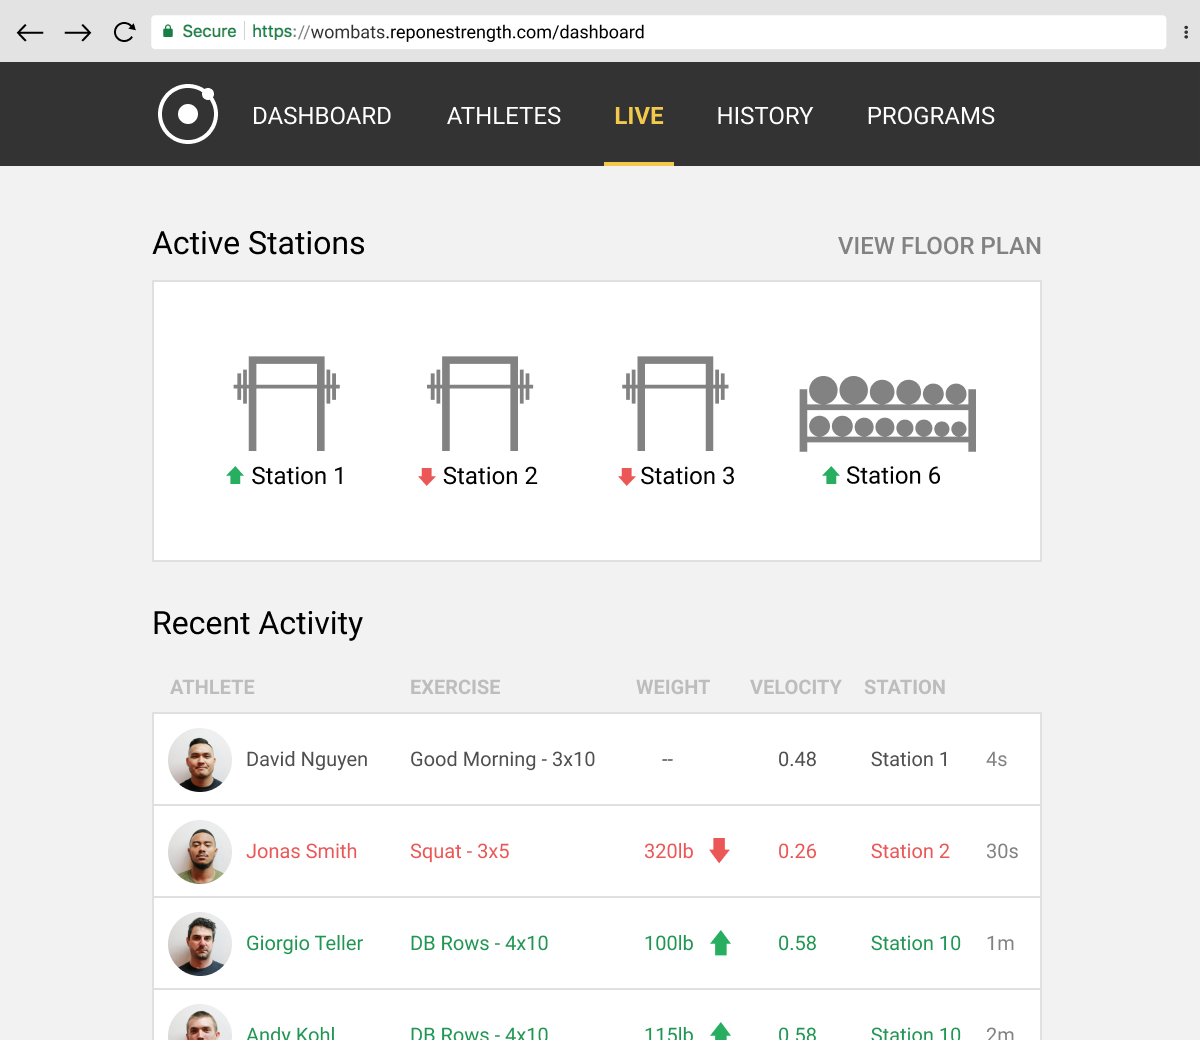 Secure https://wombats.reponestrength.com/dashboard
DASHBOARD ATHLETES LIVE HISTORY PROGRAMS
Active Stations VIEW FLOOR PLAN
Station 1 Station 2 Station 3 Station 6
Recent Activity
ATHLETE EXERCISE WEIGHT VELOCITY STATION
David Nguyen Good Morning - 3x10 -- 0.48 Station 1 4s
Jonas Smith Squat - 3x5 320lb 0.26 Station 2 30s
Giorgio Teller DB Rows - 4x10 100lb 0.58 Station 10 1m
Andy Kohl DB Rows - 4x10 115lb 0.58 Station 10 2m